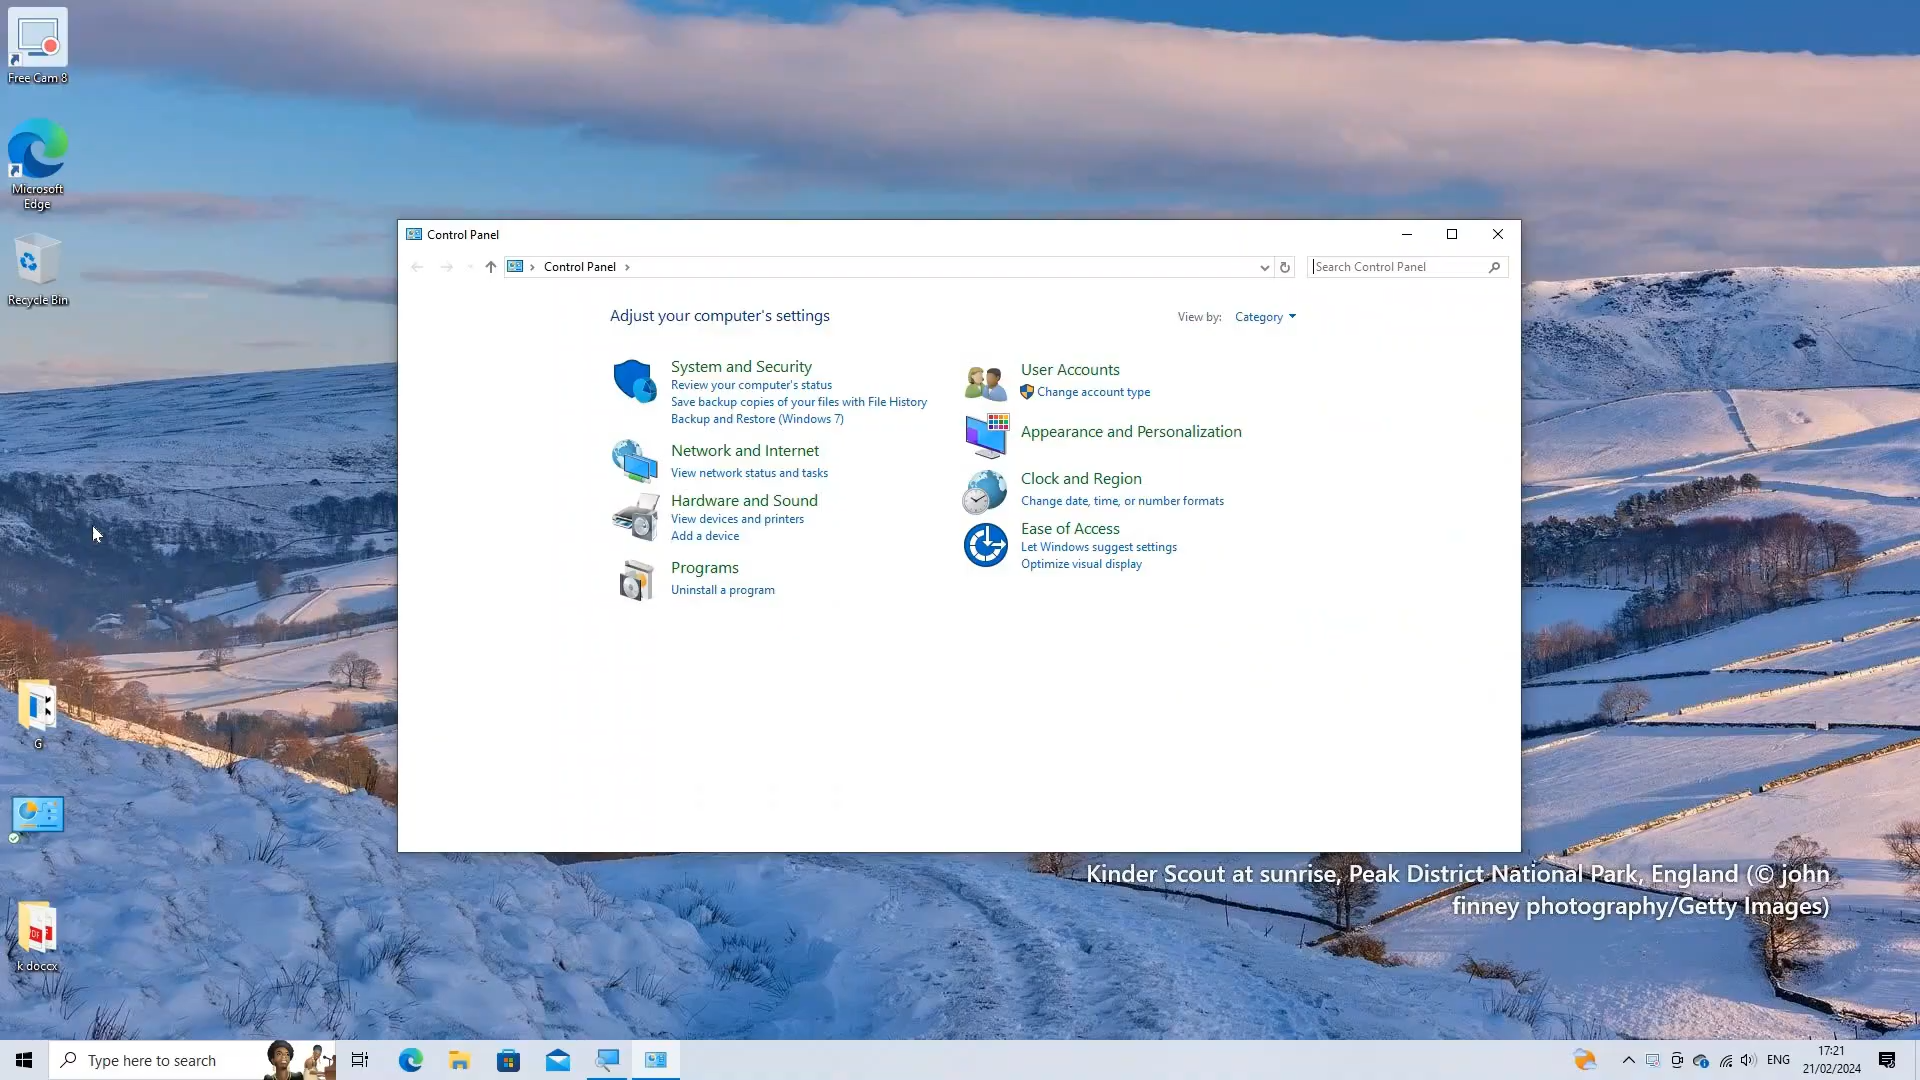 Free Cam 8
Microsoft
Edge
Recycle Bin
G
k doccx
Control Panel
Control Panel
Search Control Panel
Adjust your computer's settings
View by:
Category
System and Security
Review your computer's status
Save backup copies of your files with File History
Backup and Restore (Windows 7)
Network and Internet
View network status and tasks
Hardware and Sound
View devices and printers
Add a device
Programs
Uninstall a program
User Accounts
Change account type
Appearance and Personalization
Clock and Region
Change date, time, or number formats
Ease of Access
Let Windows suggest settings
Optimize visual display
Kinder Scout at sunrise, Peak District National Park, England (© john
finney photography/Getty Images)
Type here to search
ENG
17:21
21/02/2024